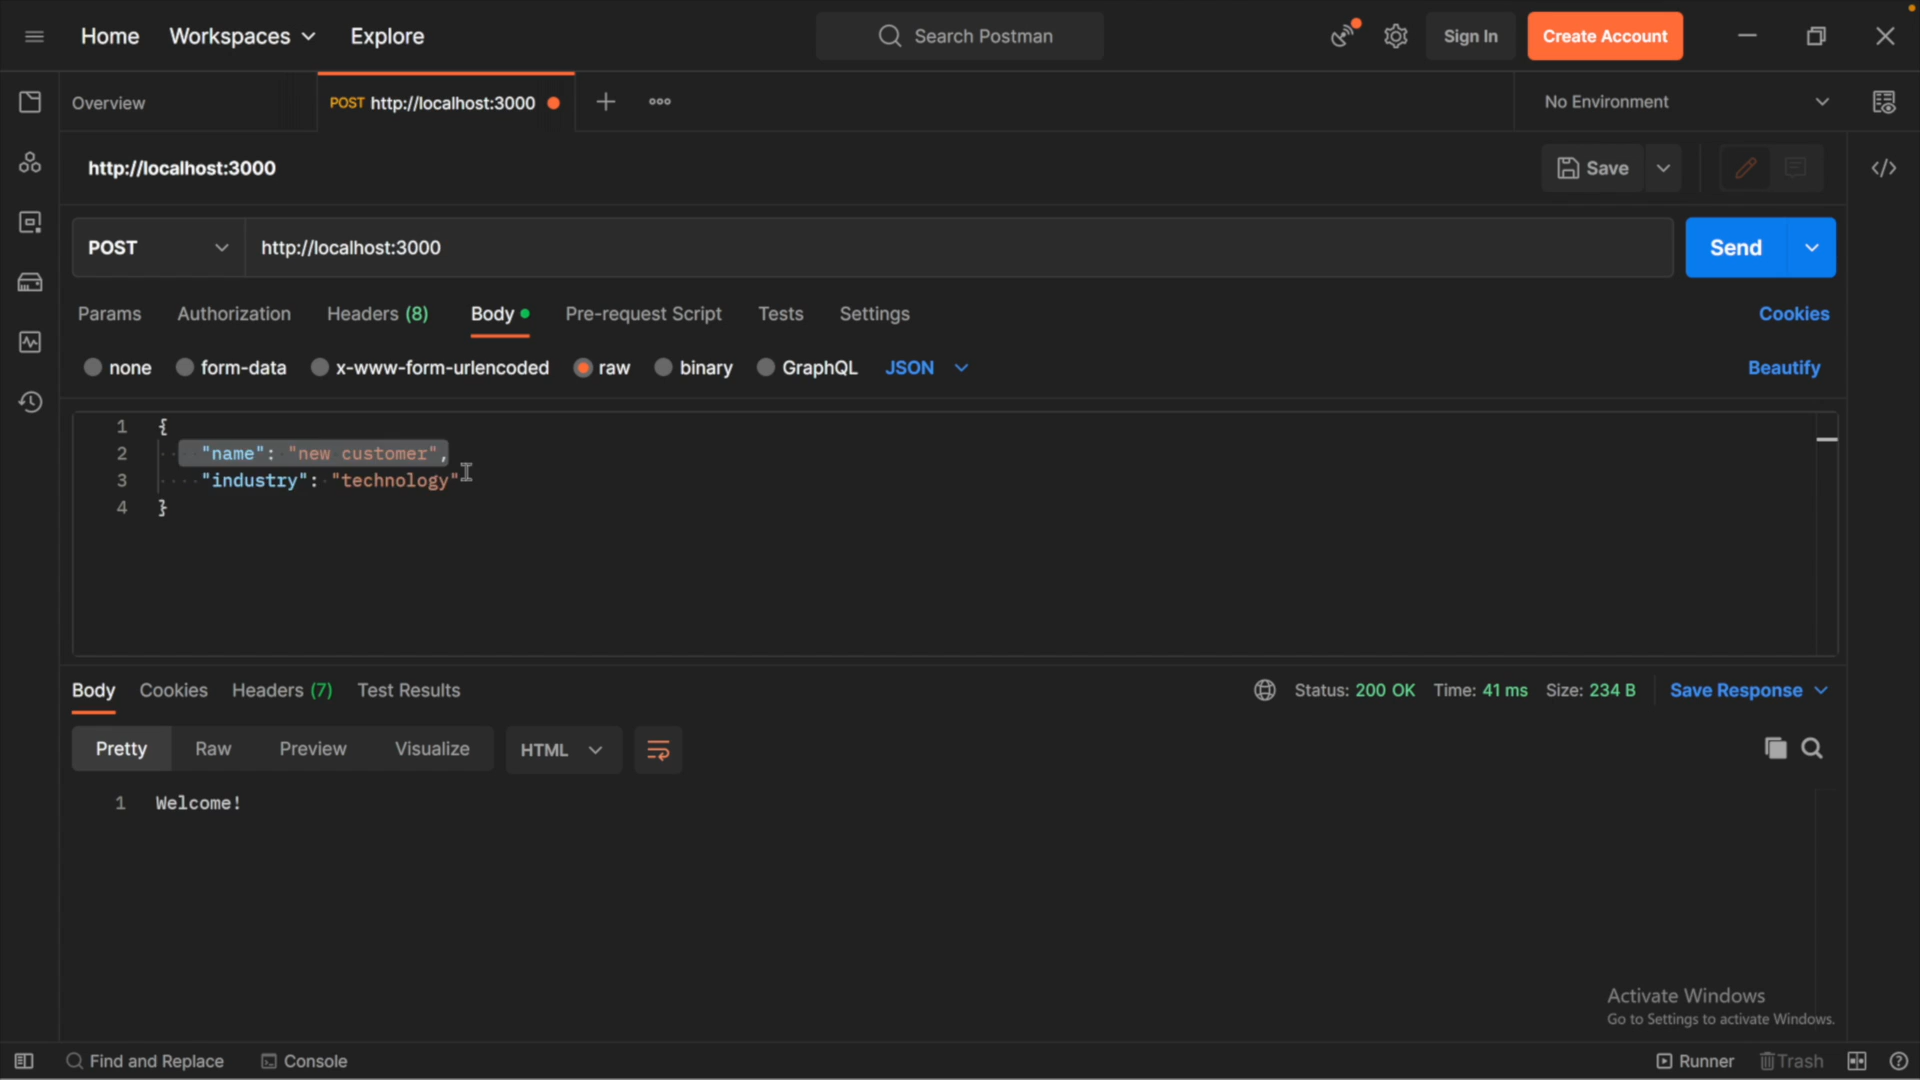 Home Workspaces Explore Search Postman Sign In Create Account
Overview POST http://localhost:3000 No Environment
http://localhost:3000 Save
POST http://localhost:3000 Send
Params Authorization Headers (8) Body Pre-request Script Tests Settings Cookies
none form-data x-www-form-urlencoded raw binary GraphQL JSON Beautify
1 {
2 "name": "new customer",
3 "industry": "technology"
4 }
Body Cookies Headers (7) Test Results Status: 200 OK Time: 41 ms Size: 234 B Save Response
Pretty Raw Preview Visualize HTML
1 Welcome!
Activate Windows
Go to Settings to activate Windows.
Find and Replace Console Runner Trash